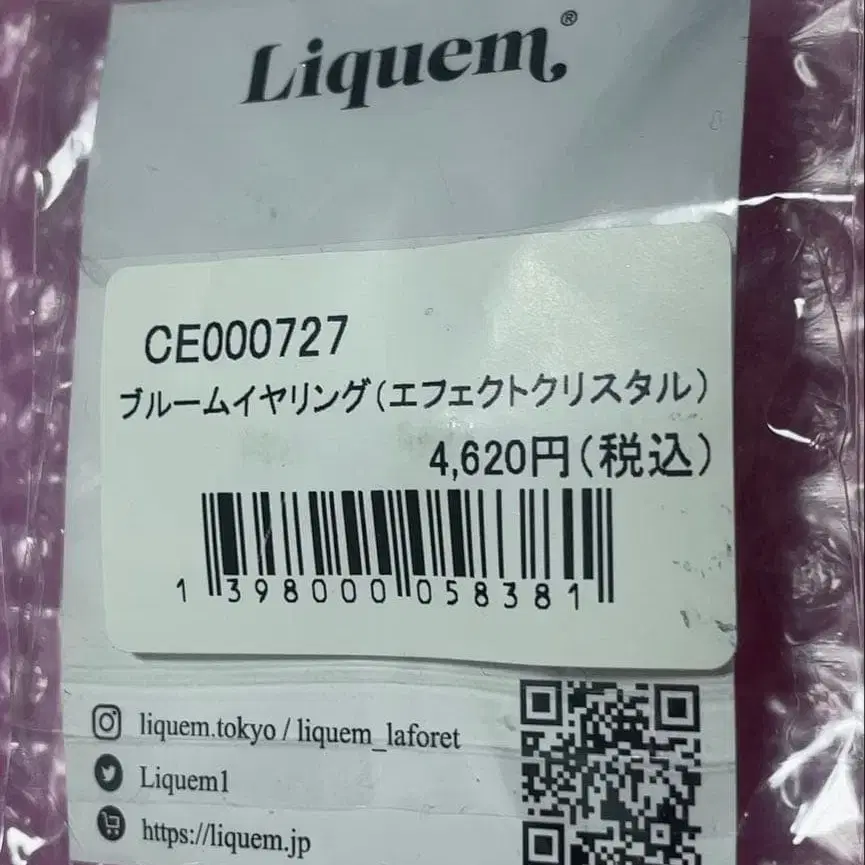 Liquem®
CE000727
ブルームイヤリング(エフェクトクリスタル)
4,620円(税込)
1 398000 058381
liquem.tokyo / liquem_laforet
Liquem1
https://liquem.jp